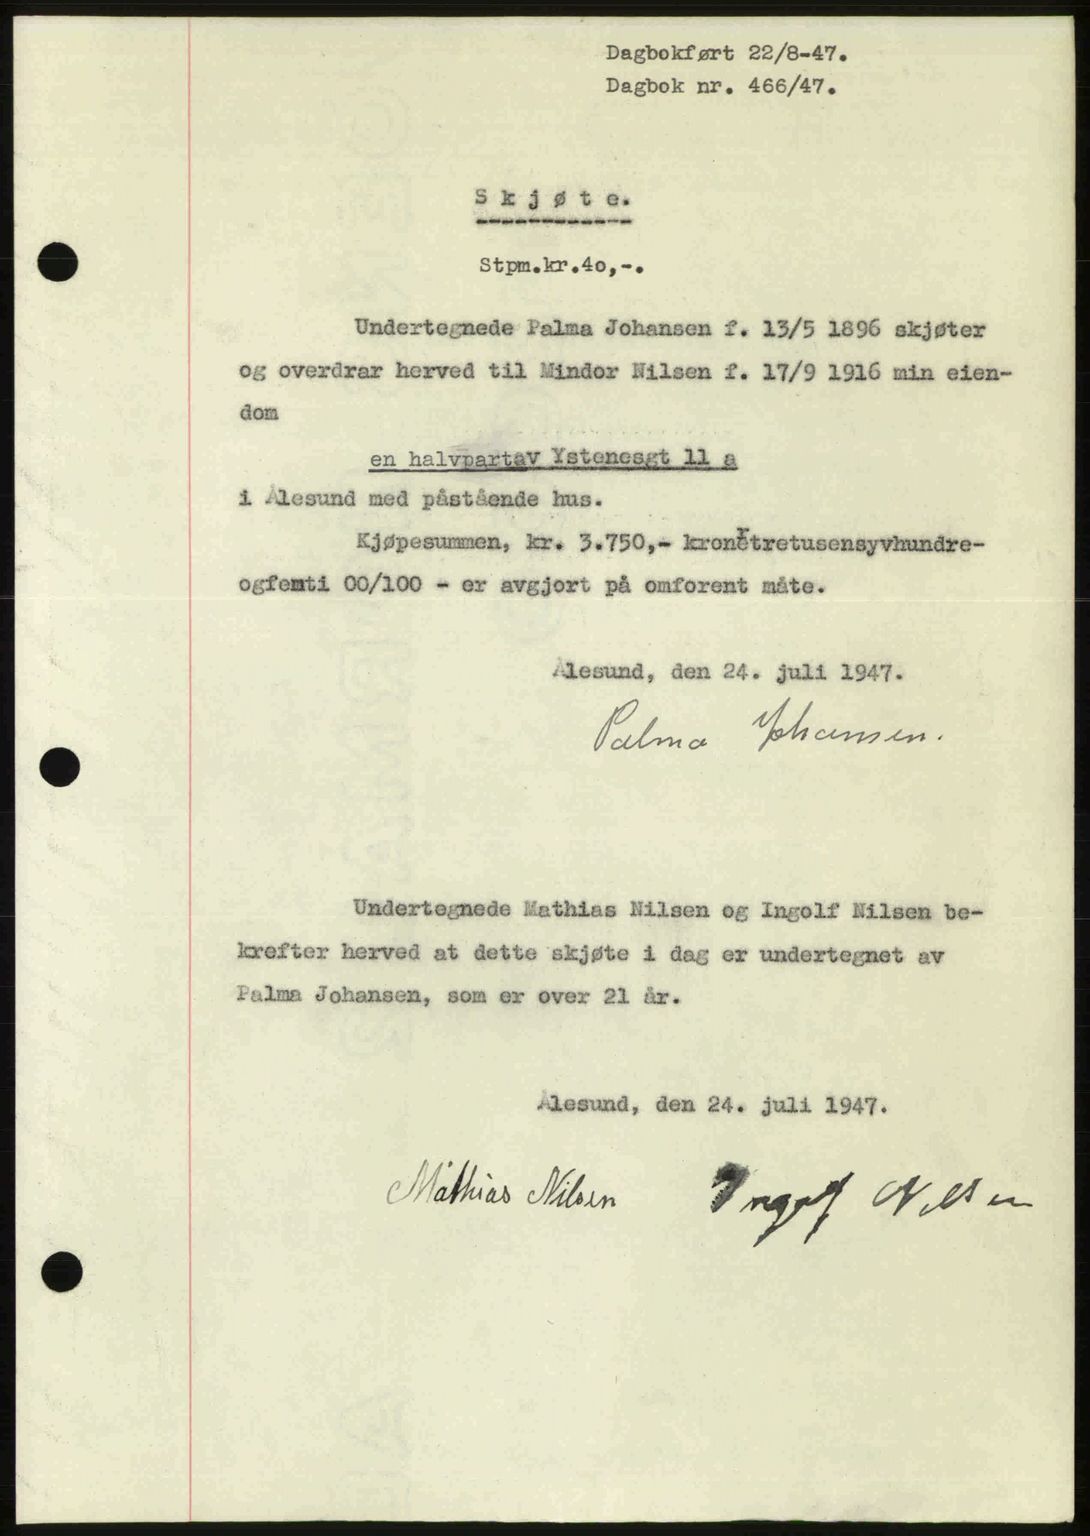 Dagbokført 22/8-47.
Dagbok nr. 466/47.
S k j ø t e.
Stpm.kr.4o,-.
Undertegnede Palma Johansen f. 13/5 1896 skjøter
og overdrar herved til Mindor Nilsen f. 17/9 1916 min eien-
dom
en halvpartav Ystenesgt 11 a
i Ålesund med påstående hus.
Kjøpesummen, kr. 3.750,- kronertretusensyvhundre-
ogfemti 00/100 - er avgjort på omforent måte.
Ålesund, den 24. juli 1947.
Palma Johansen.
Undertegnede Mathias Nilsen og Ingolf Nilsen be-
krefter herved at dette skjøte i dag er undertegnet av
Palma Johansen, som er over 21 år.
Ålesund, den 24. juli 1947.
Mathias Nilsen Ingolf Nilsen